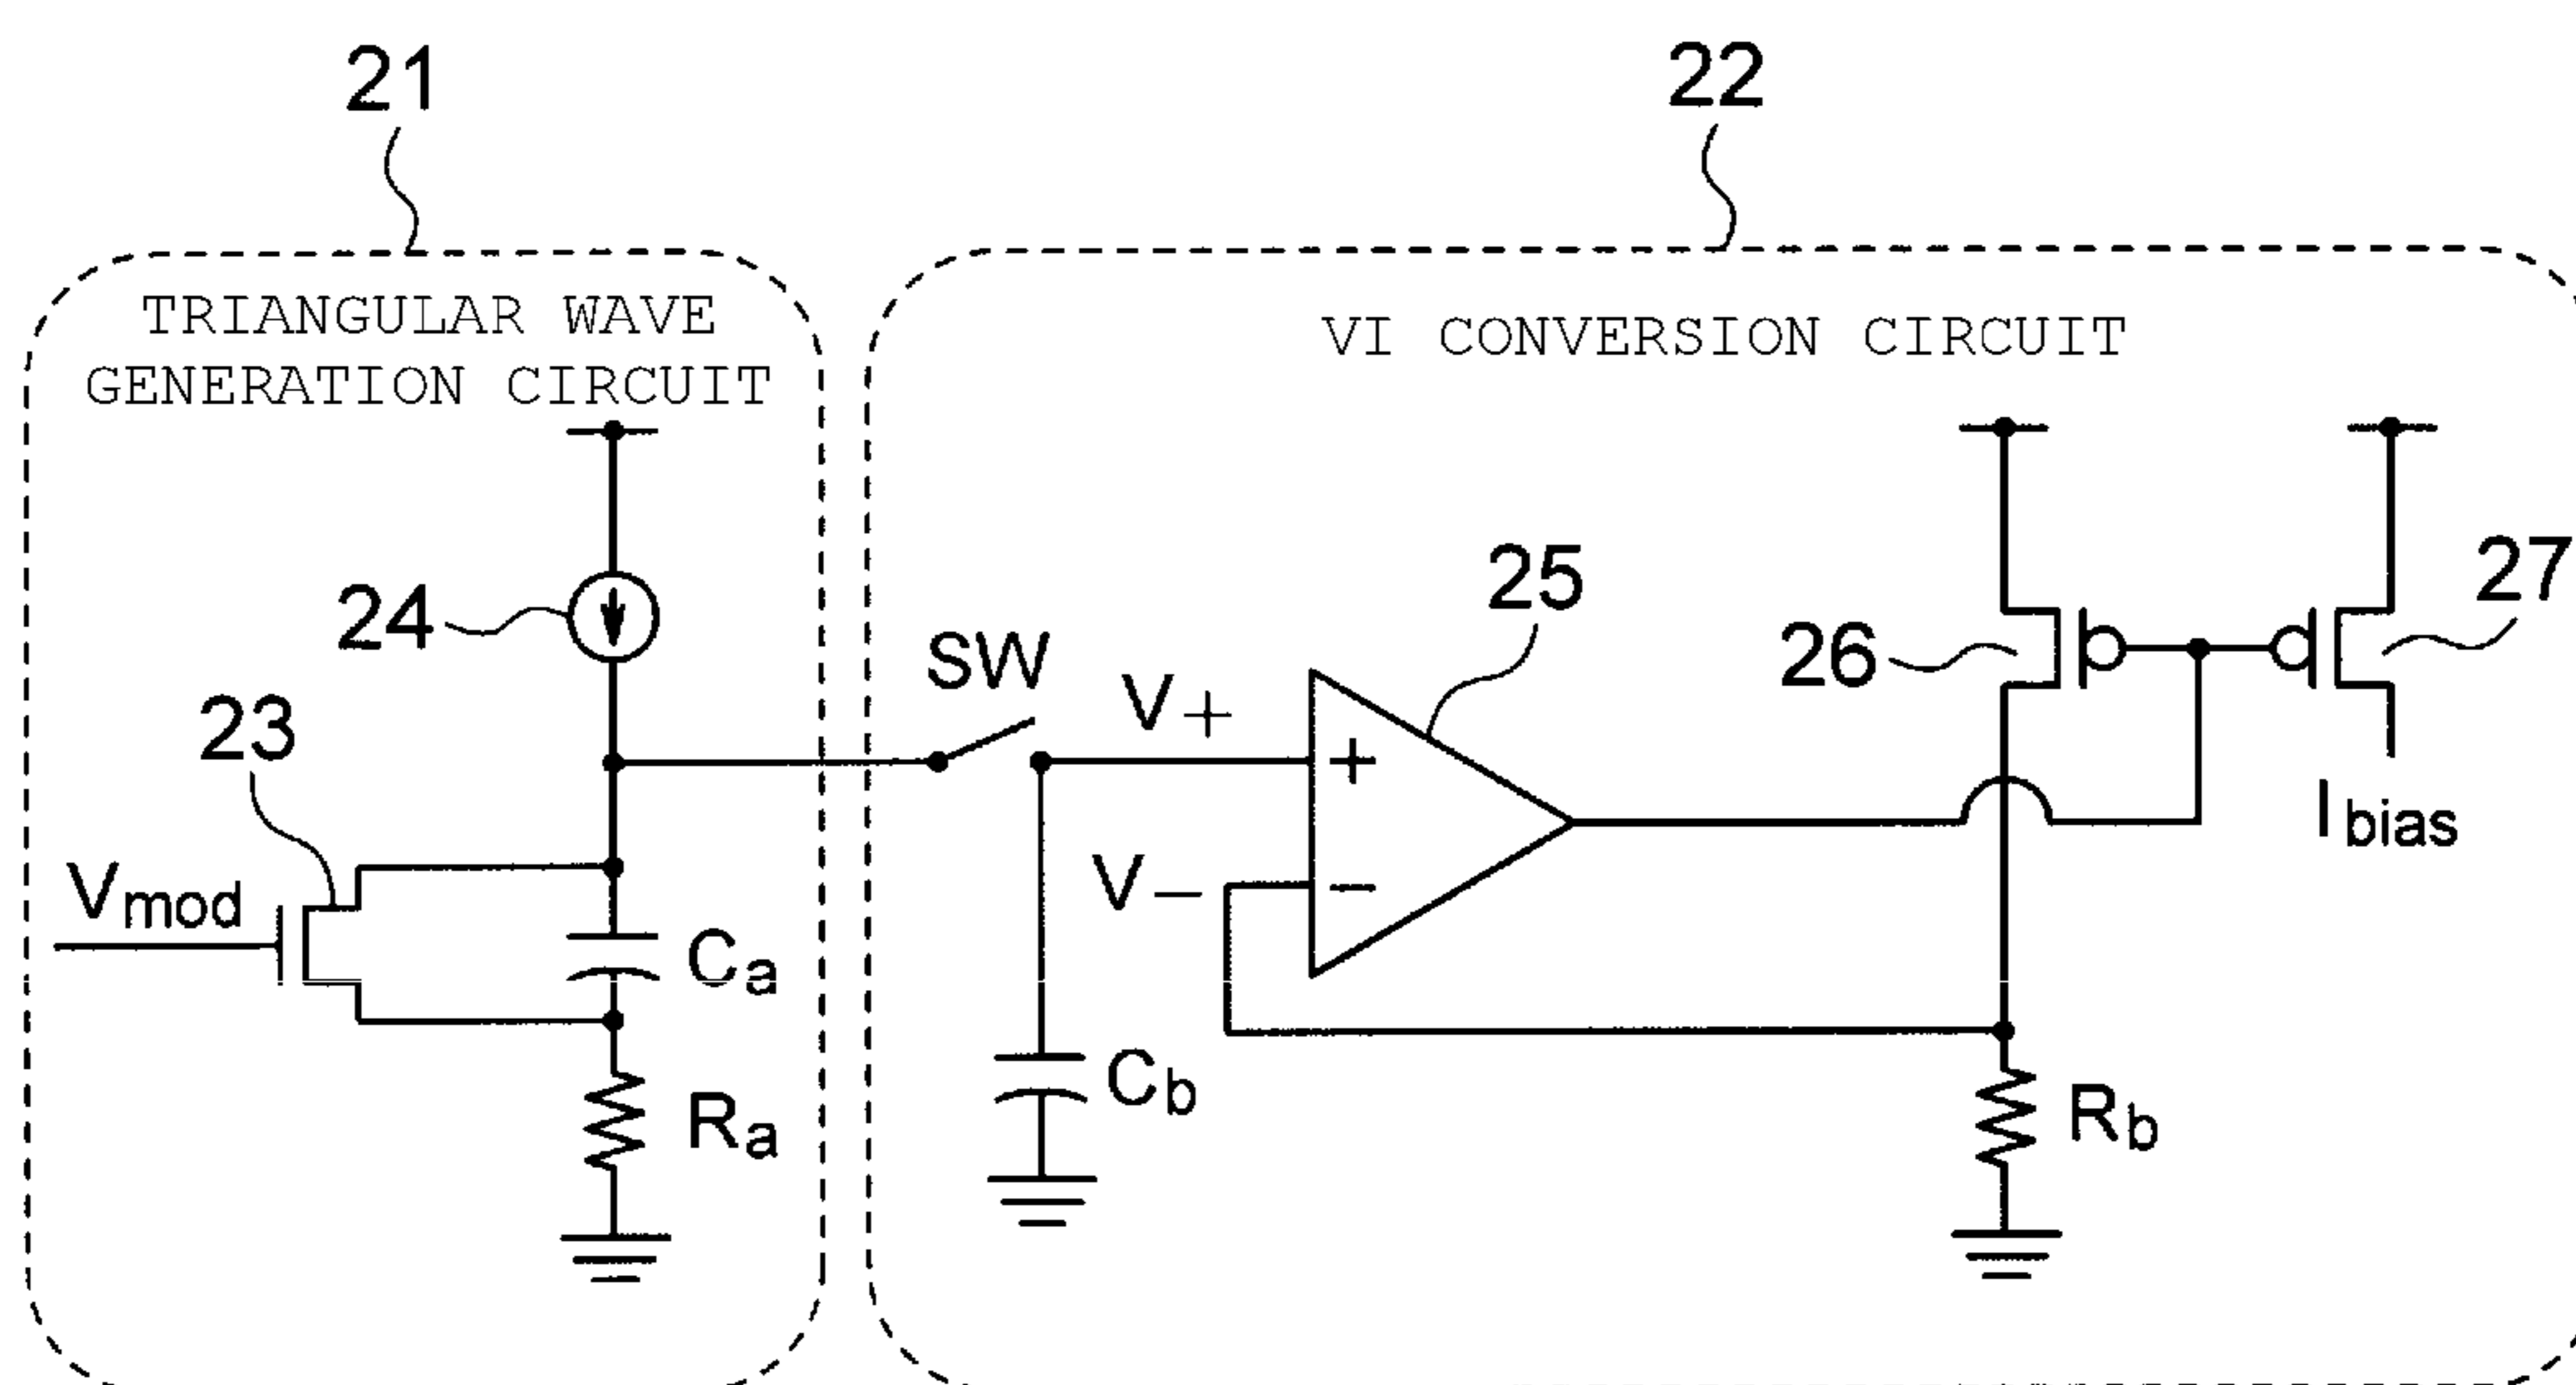 21
22
TRIANGULAR WAVE
GENERATION CIRCUIT
VI CONVERSION CIRCUIT
24
25
27
SW
26
23
V+
+
Vmod
Ibias
V−
−
Ca
Cb
Ra
Rb